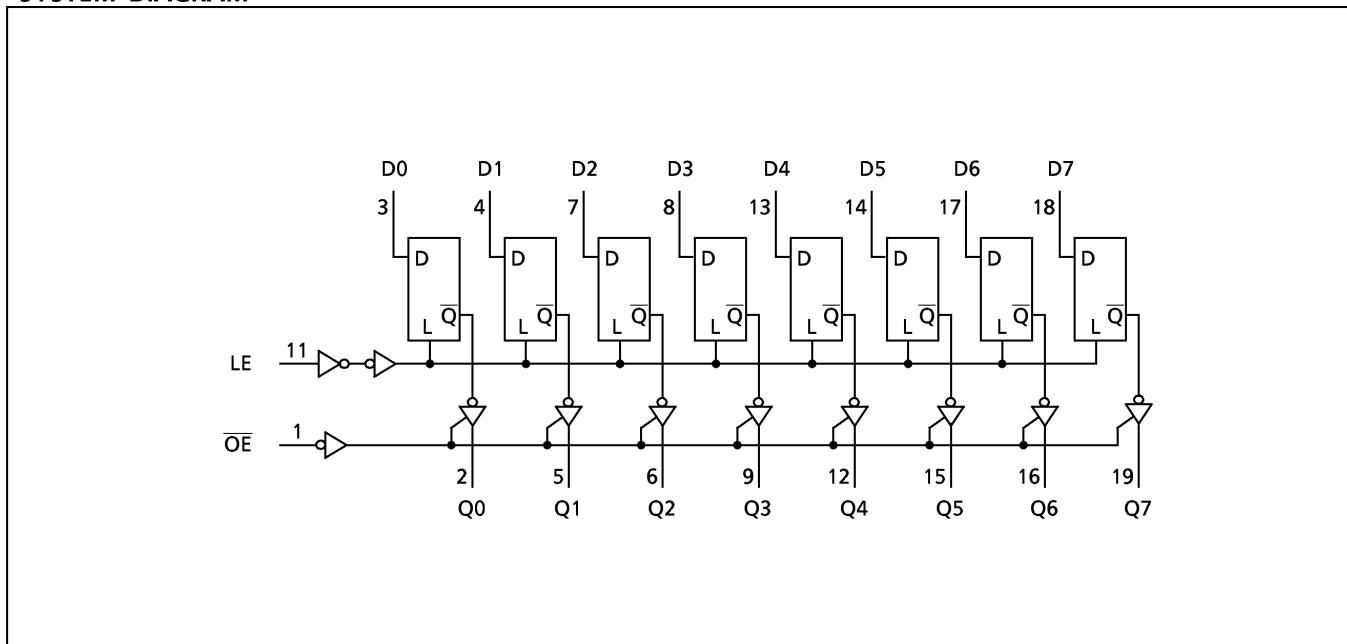 SYSTEM DIAGRAM
D0 D1 D2 D3 D4 D5 D6 D7
3 4 7 8 13 14 17 18
D D D D D D D D
Q̅ Q̅ Q̅ Q̅ Q̅ Q̅ Q̅ Q̅
L L L L L L L L
LE 11
O̅E̅ 1
2 5 6 9 12 15 16 19
Q0 Q1 Q2 Q3 Q4 Q5 Q6 Q7